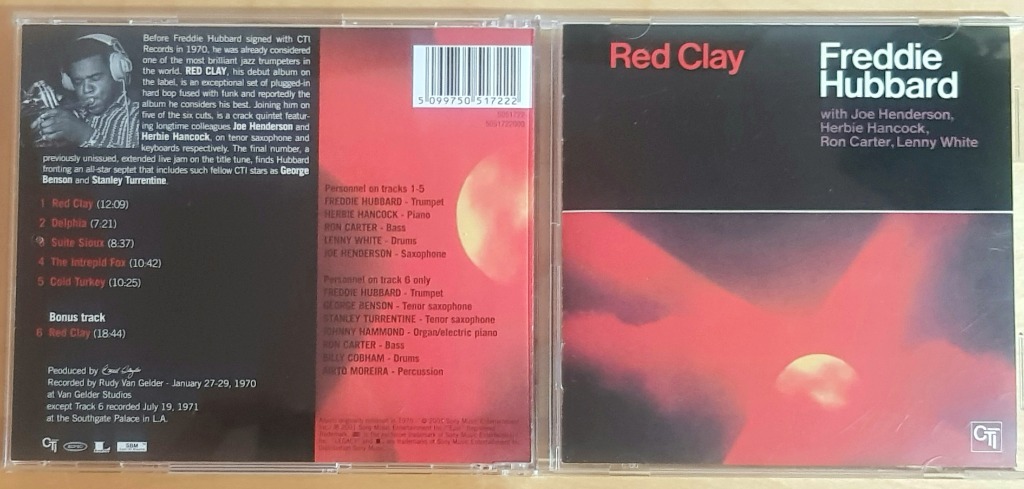 Before Freddie Hubbard signed with CTI
Records in 1970, he was already considered
one of the most brilliant jazz trumpeters in
the world. RED CLAY, his debut album on
the label, is an exceptional set of plugged-in
hard bop fused with funk and reportedly the
album he considers his best. Joining him on
five of the six cuts, is a crack quintet featur-
ing longtime colleagues Joe Henderson and
Herbie Hancock, on tenor saxophone and
keyboards respectively. The final number, a
previously unissued, extended live jam on the title tune, finds Hubbard
fronting an all-star septet that includes such fellow CTI stars as George
Benson and Stanley Turrentine.
1 Red Clay (12:09)
2 Delphia (7:21)
3 Suite Sioux (8:37)
4 The Intrepid Fox (10:42)
5 Cold Turkey (10:25)
Bonus track
6 Red Clay (18:44)
Produced by
Recorded by Rudy Van Gelder - January 27-29, 1970
at Van Gelder Studios
except Track 6 recorded July 19, 1971
at the Southgate Palace in L.A.
CTI
SBM
5 099750 517222
Personnel on tracks 1-5
FREDDIE HUBBARD - Trumpet
HERBIE HANCOCK - Piano
RON CARTER - Bass
LENNY WHITE - Drums
JOE HENDERSON - Saxophone
Personnel on track 6 only
FREDDIE HUBBARD - Trumpet
GEORGE BENSON - Tenor saxophone
STANLEY TURRENTINE - Tenor saxophone
JOHNNY HAMMOND - Organ/electric piano
RON CARTER - Bass
BILLY COBHAM - Drums
AIRTO MOREIRA - Percussion
Red Clay
Freddie
Hubbard
with Joe Henderson,
Herbie Hancock,
Ron Carter, Lenny White
CTI